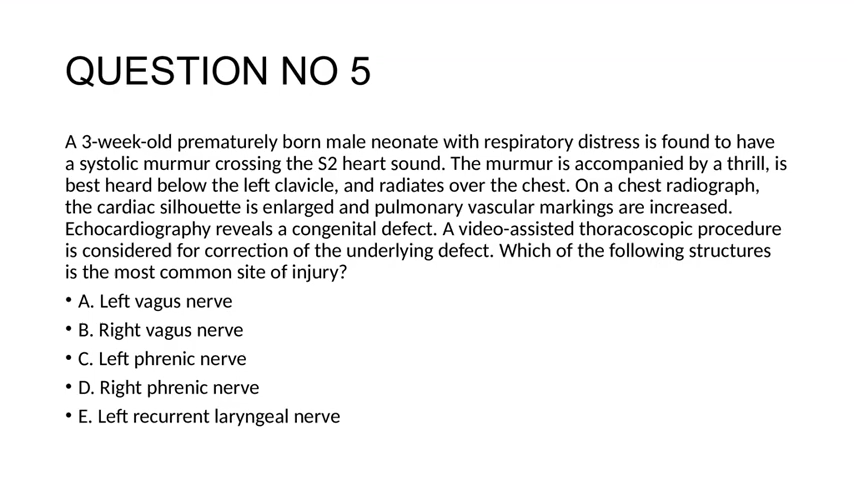 QUESTION NO 5
A 3-week-old prematurely born male neonate with respiratory distress is found to have
a systolic murmur crossing the S2 heart sound. The murmur is accompanied by a thrill, is
best heard below the left clavicle, and radiates over the chest. On a chest radiograph,
the cardiac silhouette is enlarged and pulmonary vascular markings are increased.
Echocardiography reveals a congenital defect. A video-assisted thoracoscopic procedure
is considered for correction of the underlying defect. Which of the following structures
is the most common site of injury?
• A. Left vagus nerve
• B. Right vagus nerve
• C. Left phrenic nerve
• D. Right phrenic nerve
• E. Left recurrent laryngeal nerve